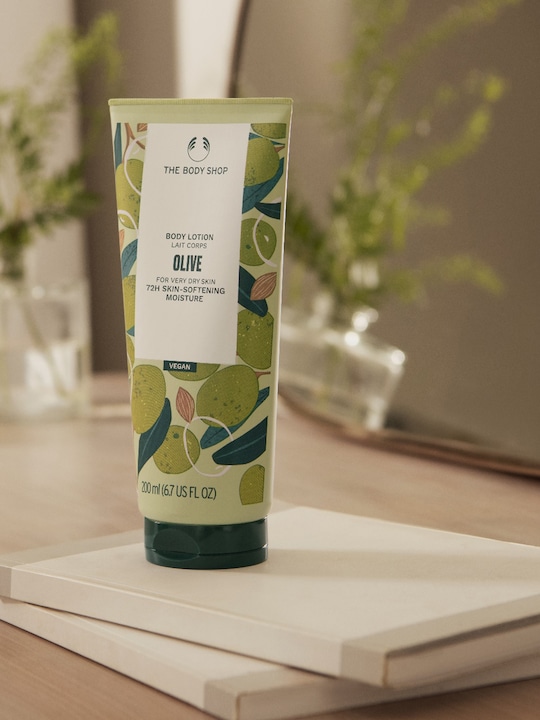 THE BODY SHOP
BODY LOTION
LAIT CORPS
OLIVE
FOR VERY DRY SKIN
72H SKIN-SOFTENING
MOISTURE
VEGAN
200 ml (6.7 US FL OZ)